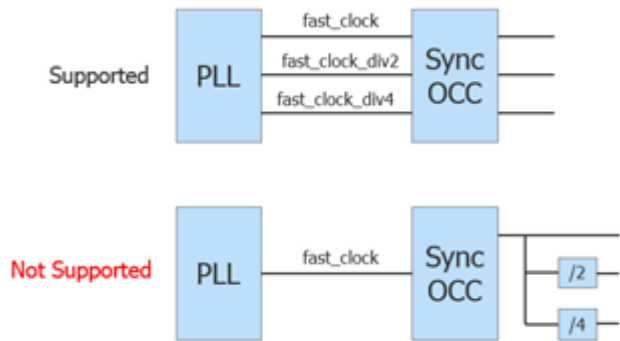 fast_clock
Supported
PLL
fast_clock_div2
Sync
OCC
fast_clock_div4
Not Supported
PLL
fast_clock
Sync
OCC
/2
/4